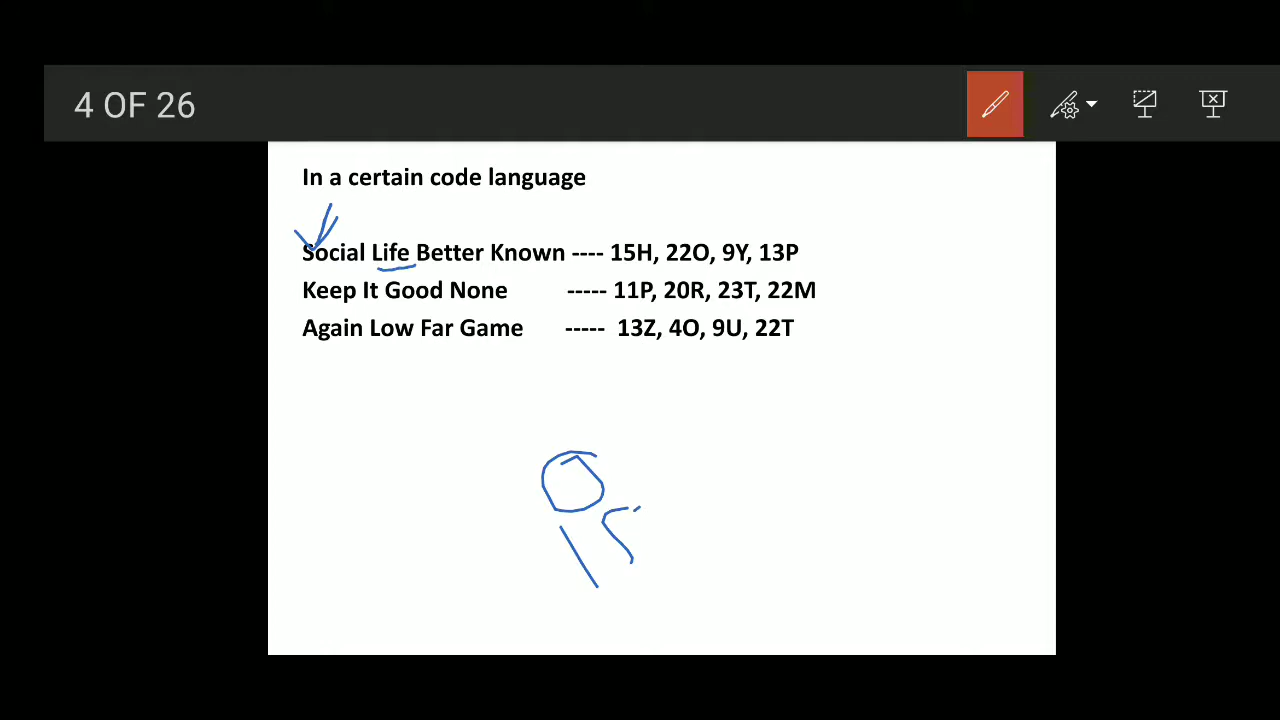 4 OF 26
In a certain code language
Social Life Better Known ---- 15H, 22O, 9Y, 13P
Keep It Good None ----- 11P, 20R, 23T, 22M
Again Low Far Game ----- 13Z, 4O, 9U, 22T